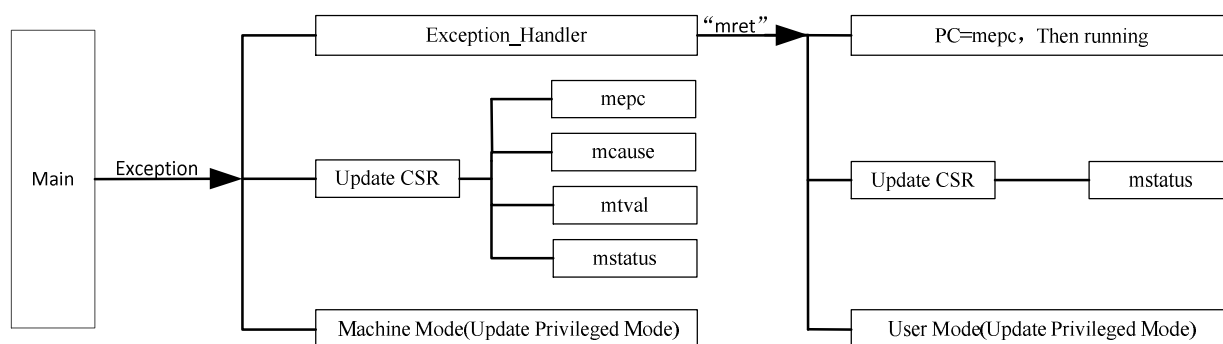 Main
Exception
Exception_Handler
Update CSR
mepc
mcause
mtval
mstatus
Machine Mode(Update Privileged Mode)
“mret”
PC=mepc，Then running
Update CSR
mstatus
User Mode(Update Privileged Mode)